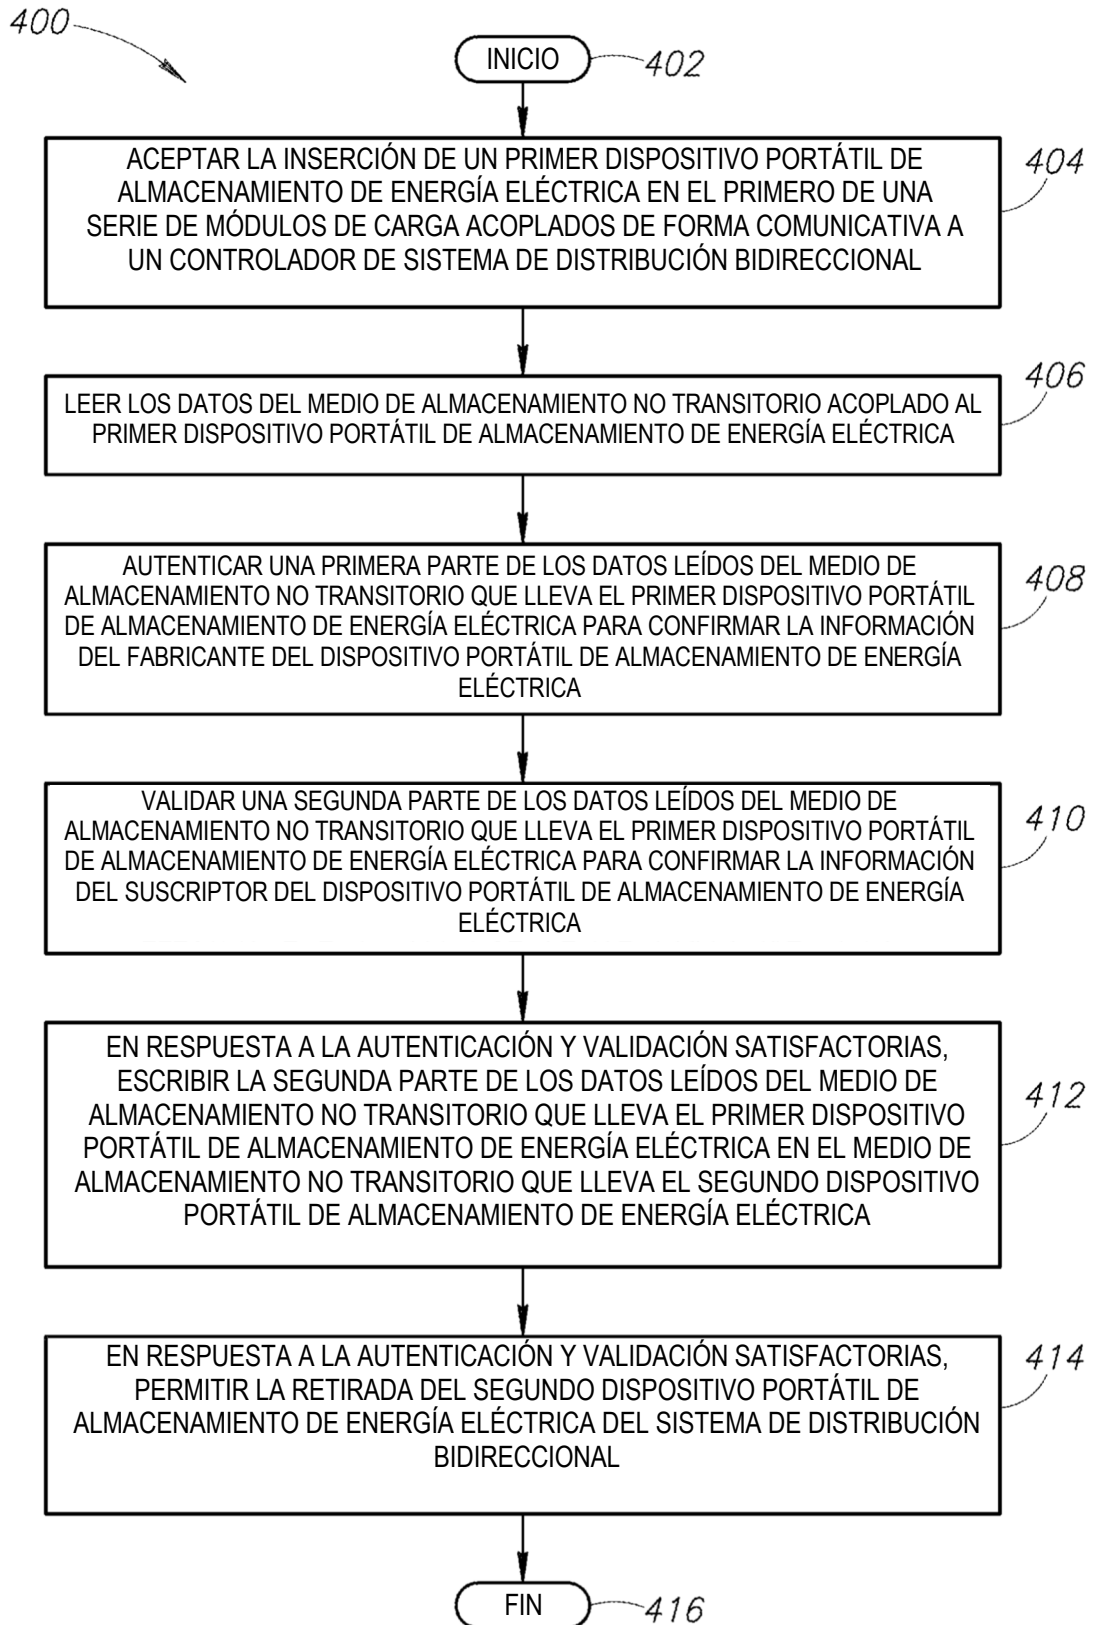 400
INICIO
402
ACEPTAR LA INSERCIÓN DE UN PRIMER DISPOSITIVO PORTÁTIL DE
ALMACENAMIENTO DE ENERGÍA ELÉCTRICA EN EL PRIMERO DE UNA
SERIE DE MÓDULOS DE CARGA ACOPLADOS DE FORMA COMUNICATIVA A
UN CONTROLADOR DE SISTEMA DE DISTRIBUCIÓN BIDIRECCIONAL
404
LEER LOS DATOS DEL MEDIO DE ALMACENAMIENTO NO TRANSITORIO ACOPLADO AL
PRIMER DISPOSITIVO PORTÁTIL DE ALMACENAMIENTO DE ENERGÍA ELÉCTRICA
406
AUTENTICAR UNA PRIMERA PARTE DE LOS DATOS LEÍDOS DEL MEDIO DE
ALMACENAMIENTO NO TRANSITORIO QUE LLEVA EL PRIMER DISPOSITIVO PORTÁTIL
DE ALMACENAMIENTO DE ENERGÍA ELÉCTRICA PARA CONFIRMAR LA INFORMACIÓN
DEL FABRICANTE DEL DISPOSITIVO PORTÁTIL DE ALMACENAMIENTO DE ENERGÍA
ELÉCTRICA
408
VALIDAR UNA SEGUNDA PARTE DE LOS DATOS LEÍDOS DEL MEDIO DE
ALMACENAMIENTO NO TRANSITORIO QUE LLEVA EL PRIMER DISPOSITIVO PORTÁTIL
DE ALMACENAMIENTO DE ENERGÍA ELÉCTRICA PARA CONFIRMAR LA INFORMACIÓN
DEL SUSCRIPTOR DEL DISPOSITIVO PORTÁTIL DE ALMACENAMIENTO DE ENERGÍA
ELÉCTRICA
410
EN RESPUESTA A LA AUTENTICACIÓN Y VALIDACIÓN SATISFACTORIAS,
ESCRIBIR LA SEGUNDA PARTE DE LOS DATOS LEÍDOS DEL MEDIO DE
ALMACENAMIENTO NO TRANSITORIO QUE LLEVA EL PRIMER DISPOSITIVO
PORTÁTIL DE ALMACENAMIENTO DE ENERGÍA ELÉCTRICA EN EL MEDIO DE
ALMACENAMIENTO NO TRANSITORIO QUE LLEVA EL SEGUNDO DISPOSITIVO
PORTÁTIL DE ALMACENAMIENTO DE ENERGÍA ELÉCTRICA
412
EN RESPUESTA A LA AUTENTICACIÓN Y VALIDACIÓN SATISFACTORIAS,
PERMITIR LA RETIRADA DEL SEGUNDO DISPOSITIVO PORTÁTIL DE
ALMACENAMIENTO DE ENERGÍA ELÉCTRICA DEL SISTEMA DE DISTRIBUCIÓN
BIDIRECCIONAL
414
FIN
416